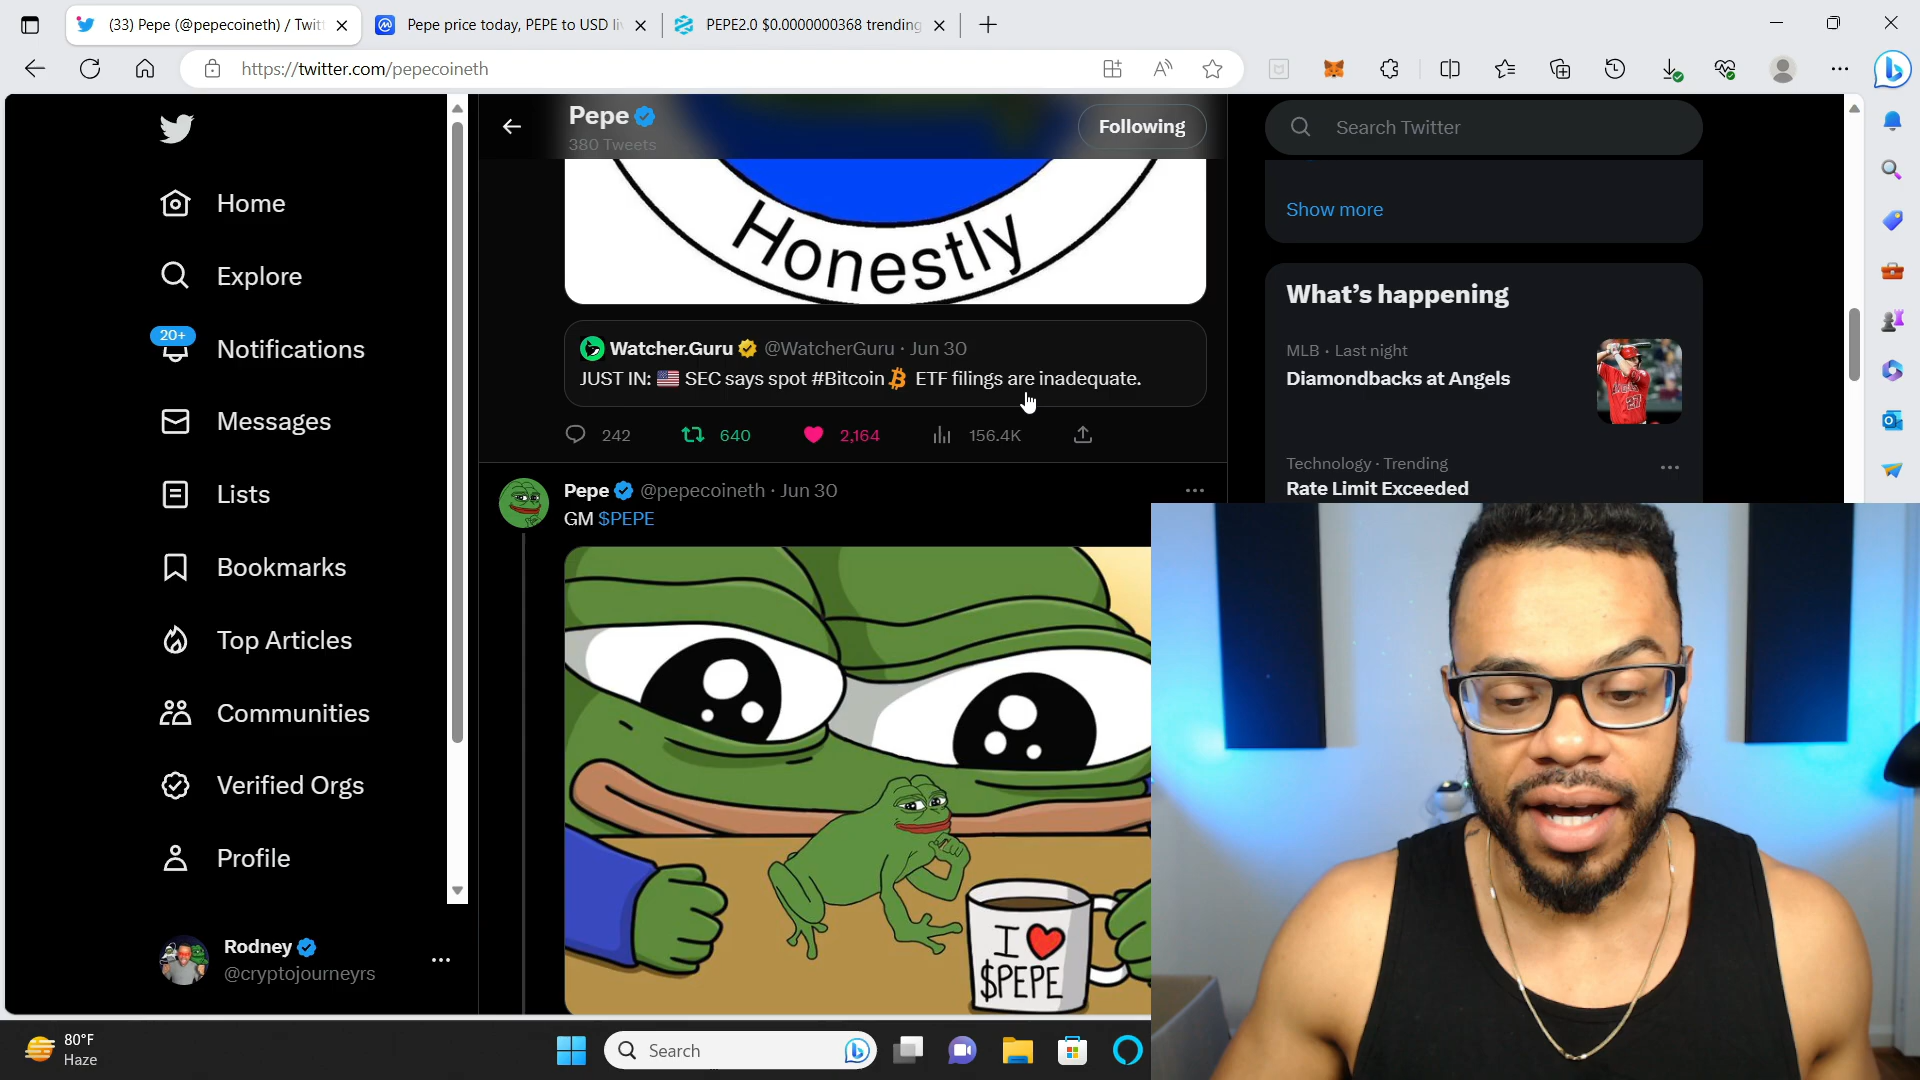 (33) Pepe (@pepecoineth) / Twit
Pepe price today, PEPE to USD li
PEPE2.0 $0.0000000368 trending
https://twitter.com/pepecoineth
Home
Explore
20+
Notifications
Messages
Lists
Bookmarks
Top Articles
Communities
Verified Orgs
Profile
Rodney
@cryptojourneyrs
Pepe
380 Tweets
Following
Honestly
Watcher.Guru @WatcherGuru · Jun 30
JUST IN: 🇺🇸 SEC says spot #Bitcoin ETF filings are inadequate.
242 640 2,164 156.4K
Pepe @pepecoineth · Jun 30
GM $PEPE
I ❤ $PEPE
Search Twitter
Show more
What's happening
MLB · Last night
Diamondbacks at Angels
Technology · Trending
Rate Limit Exceeded
80°F
Haze
Search